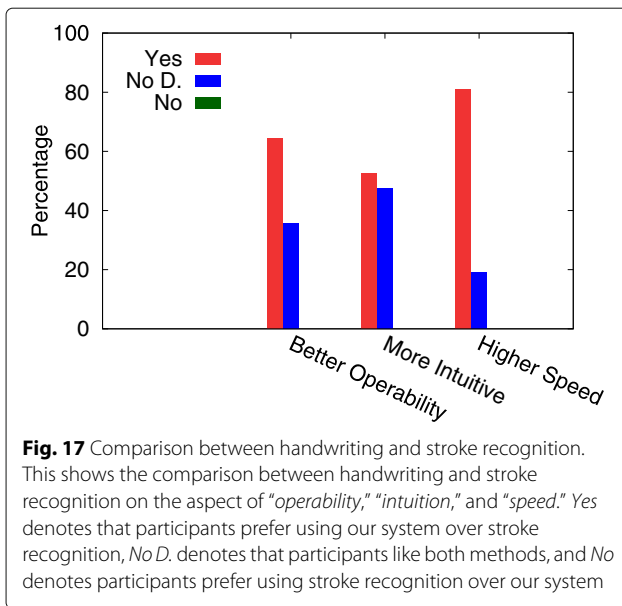 100
80
60
40
20
0
Percentage
Yes
No D.
No
Better Operability
More Intuitive
Higher Speed
Fig. 17 Comparison between handwriting and stroke recognition.
This shows the comparison between handwriting and stroke
recognition on the aspect of “operability,” “intuition,” and “speed.” Yes
denotes that participants prefer using our system over stroke
recognition, No D. denotes that participants like both methods, and No
denotes participants prefer using stroke recognition over our system